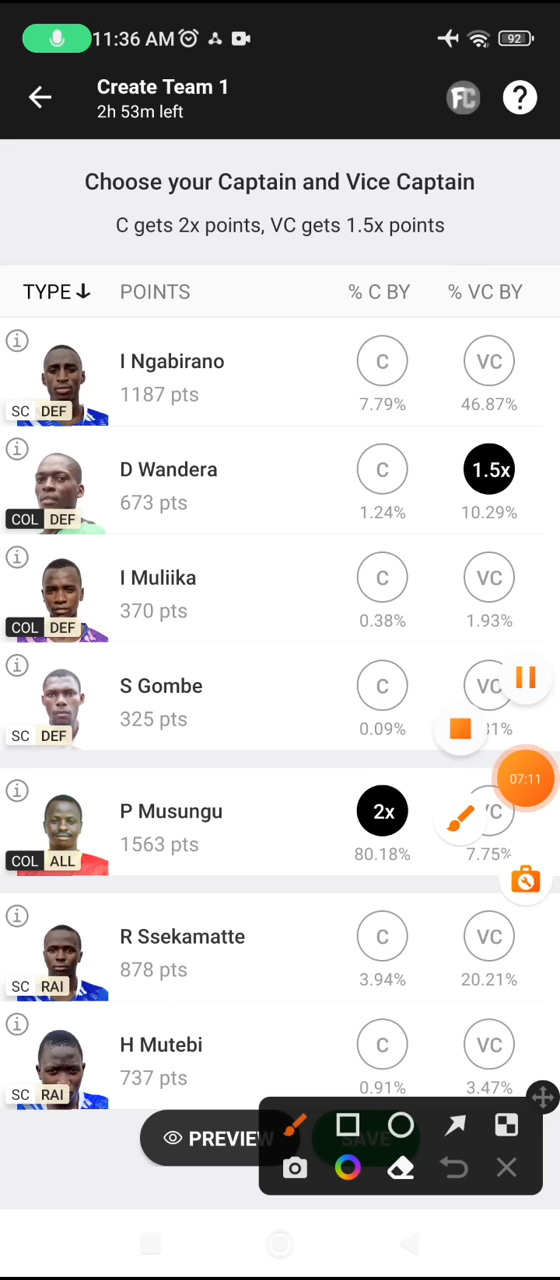 11:36 AM 92
Create Team 1
2h 53m left
FC ?
Choose your Captain and Vice Captain
C gets 2x points, VC gets 1.5x points
TYPE POINTS % C BY % VC BY
I Ngabirano
1187 pts
C VC
7.79% 46.87%
SC DEF
D Wandera
673 pts
C 1.5x
1.24% 10.29%
COL DEF
I Muliika
370 pts
C VC
0.38% 1.93%
COL DEF
S Gombe
325 pts
C VC
0.09% 31%
SC DEF
07:11
P Musungu
1563 pts
2x VC
80.18% 7.75%
COL ALL
R Ssekamatte
878 pts
C VC
3.94% 20.21%
SC RAI
H Mutebi
737 pts
C VC
0.91% 3.47%
SC RAI
PREVIEW SAVE